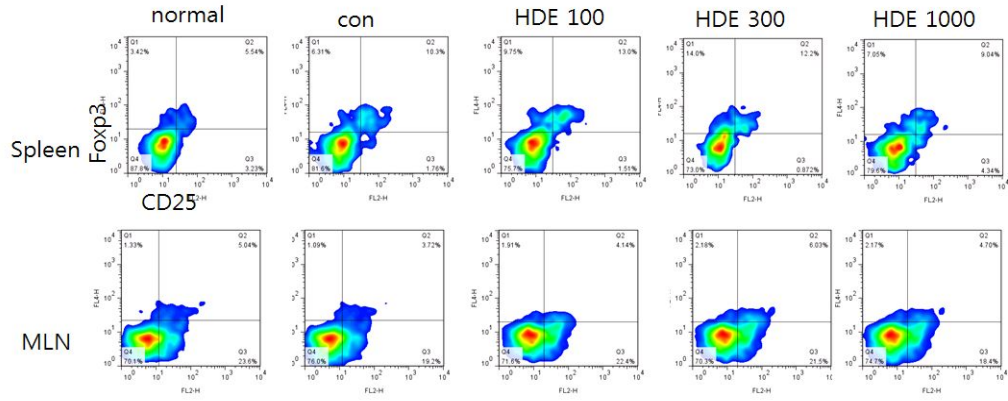 normal con HDE 100 HDE 300 HDE 1000
Spleen
Foxp3
CD25
Q1 3.42% Q2 5.54% Q3 3.23% Q4 87.8%
Q1 6.31% Q2 10.3% Q3 1.76% Q4 81.6%
Q1 9.75% Q2 13.0% Q3 1.51% Q4 75.7%
Q1 14.0% Q2 12.2% Q3 0.872% Q4 73.0%
Q1 7.05% Q2 9.04% Q3 4.34% Q4 79.6%
FL4-H
FL2-H
MLN
Q1 1.33% Q2 5.04% Q3 23.6% Q4 70.1%
Q1 1.09% Q2 3.72% Q3 19.2% Q4 76.0%
Q1 1.91% Q2 4.14% Q3 22.4% Q4 71.6%
Q1 2.18% Q2 6.03% Q3 21.5% Q4 70.3%
Q1 2.17% Q2 4.70% Q3 18.4% Q4 74.7%
FL4-H
FL2-H